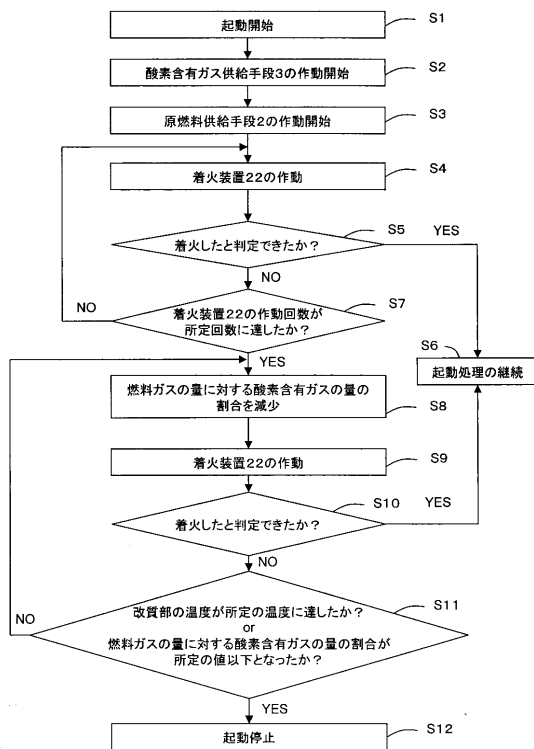 起動開始
S1
酸素含有ガス供給手段3の作動開始
S2
原燃料供給手段2の作動開始
S3
着火装置22の作動
S4
着火したと判定できたか?
S5
YES
NO
着火装置22の作動回数が
所定回数に達したか?
S7
NO
YES
S6
起動処理の継続
燃料ガスの量に対する酸素含有ガスの量の
割合を減少
S8
着火装置22の作動
S9
着火したと判定できたか?
S10
YES
NO
改質部の温度が所定の温度に達したか?
or
燃料ガスの量に対する酸素含有ガスの量の割合が
所定の値以下となったか?
S11
NO
YES
起動停止
S12